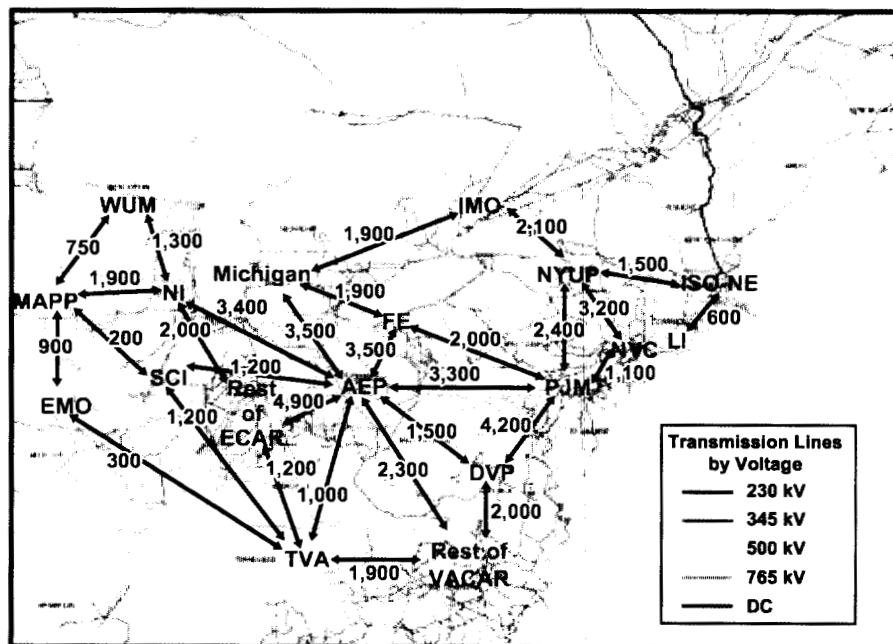 WUM
IMO
750
1,300
1,900
2,100
Michigan
NYUP
1,500
ISO-NE
MAPP
1,900
NI
3,400
1,900
3,200
FE
600
900
200
2,000
3,500
2,000
2,400
NYC
LI
3,500
SCI
1,200
AEP
3,300
PJM
1,100
Rest
of
ECAR
4,900
EMO
1,200
1,500
4,200
300
1,200
1,000
2,300
DVP
2,000
TVA
1,900
Rest of
VACAR
Transmission Lines
by Voltage
230 kV
345 kV
500 kV
765 kV
DC